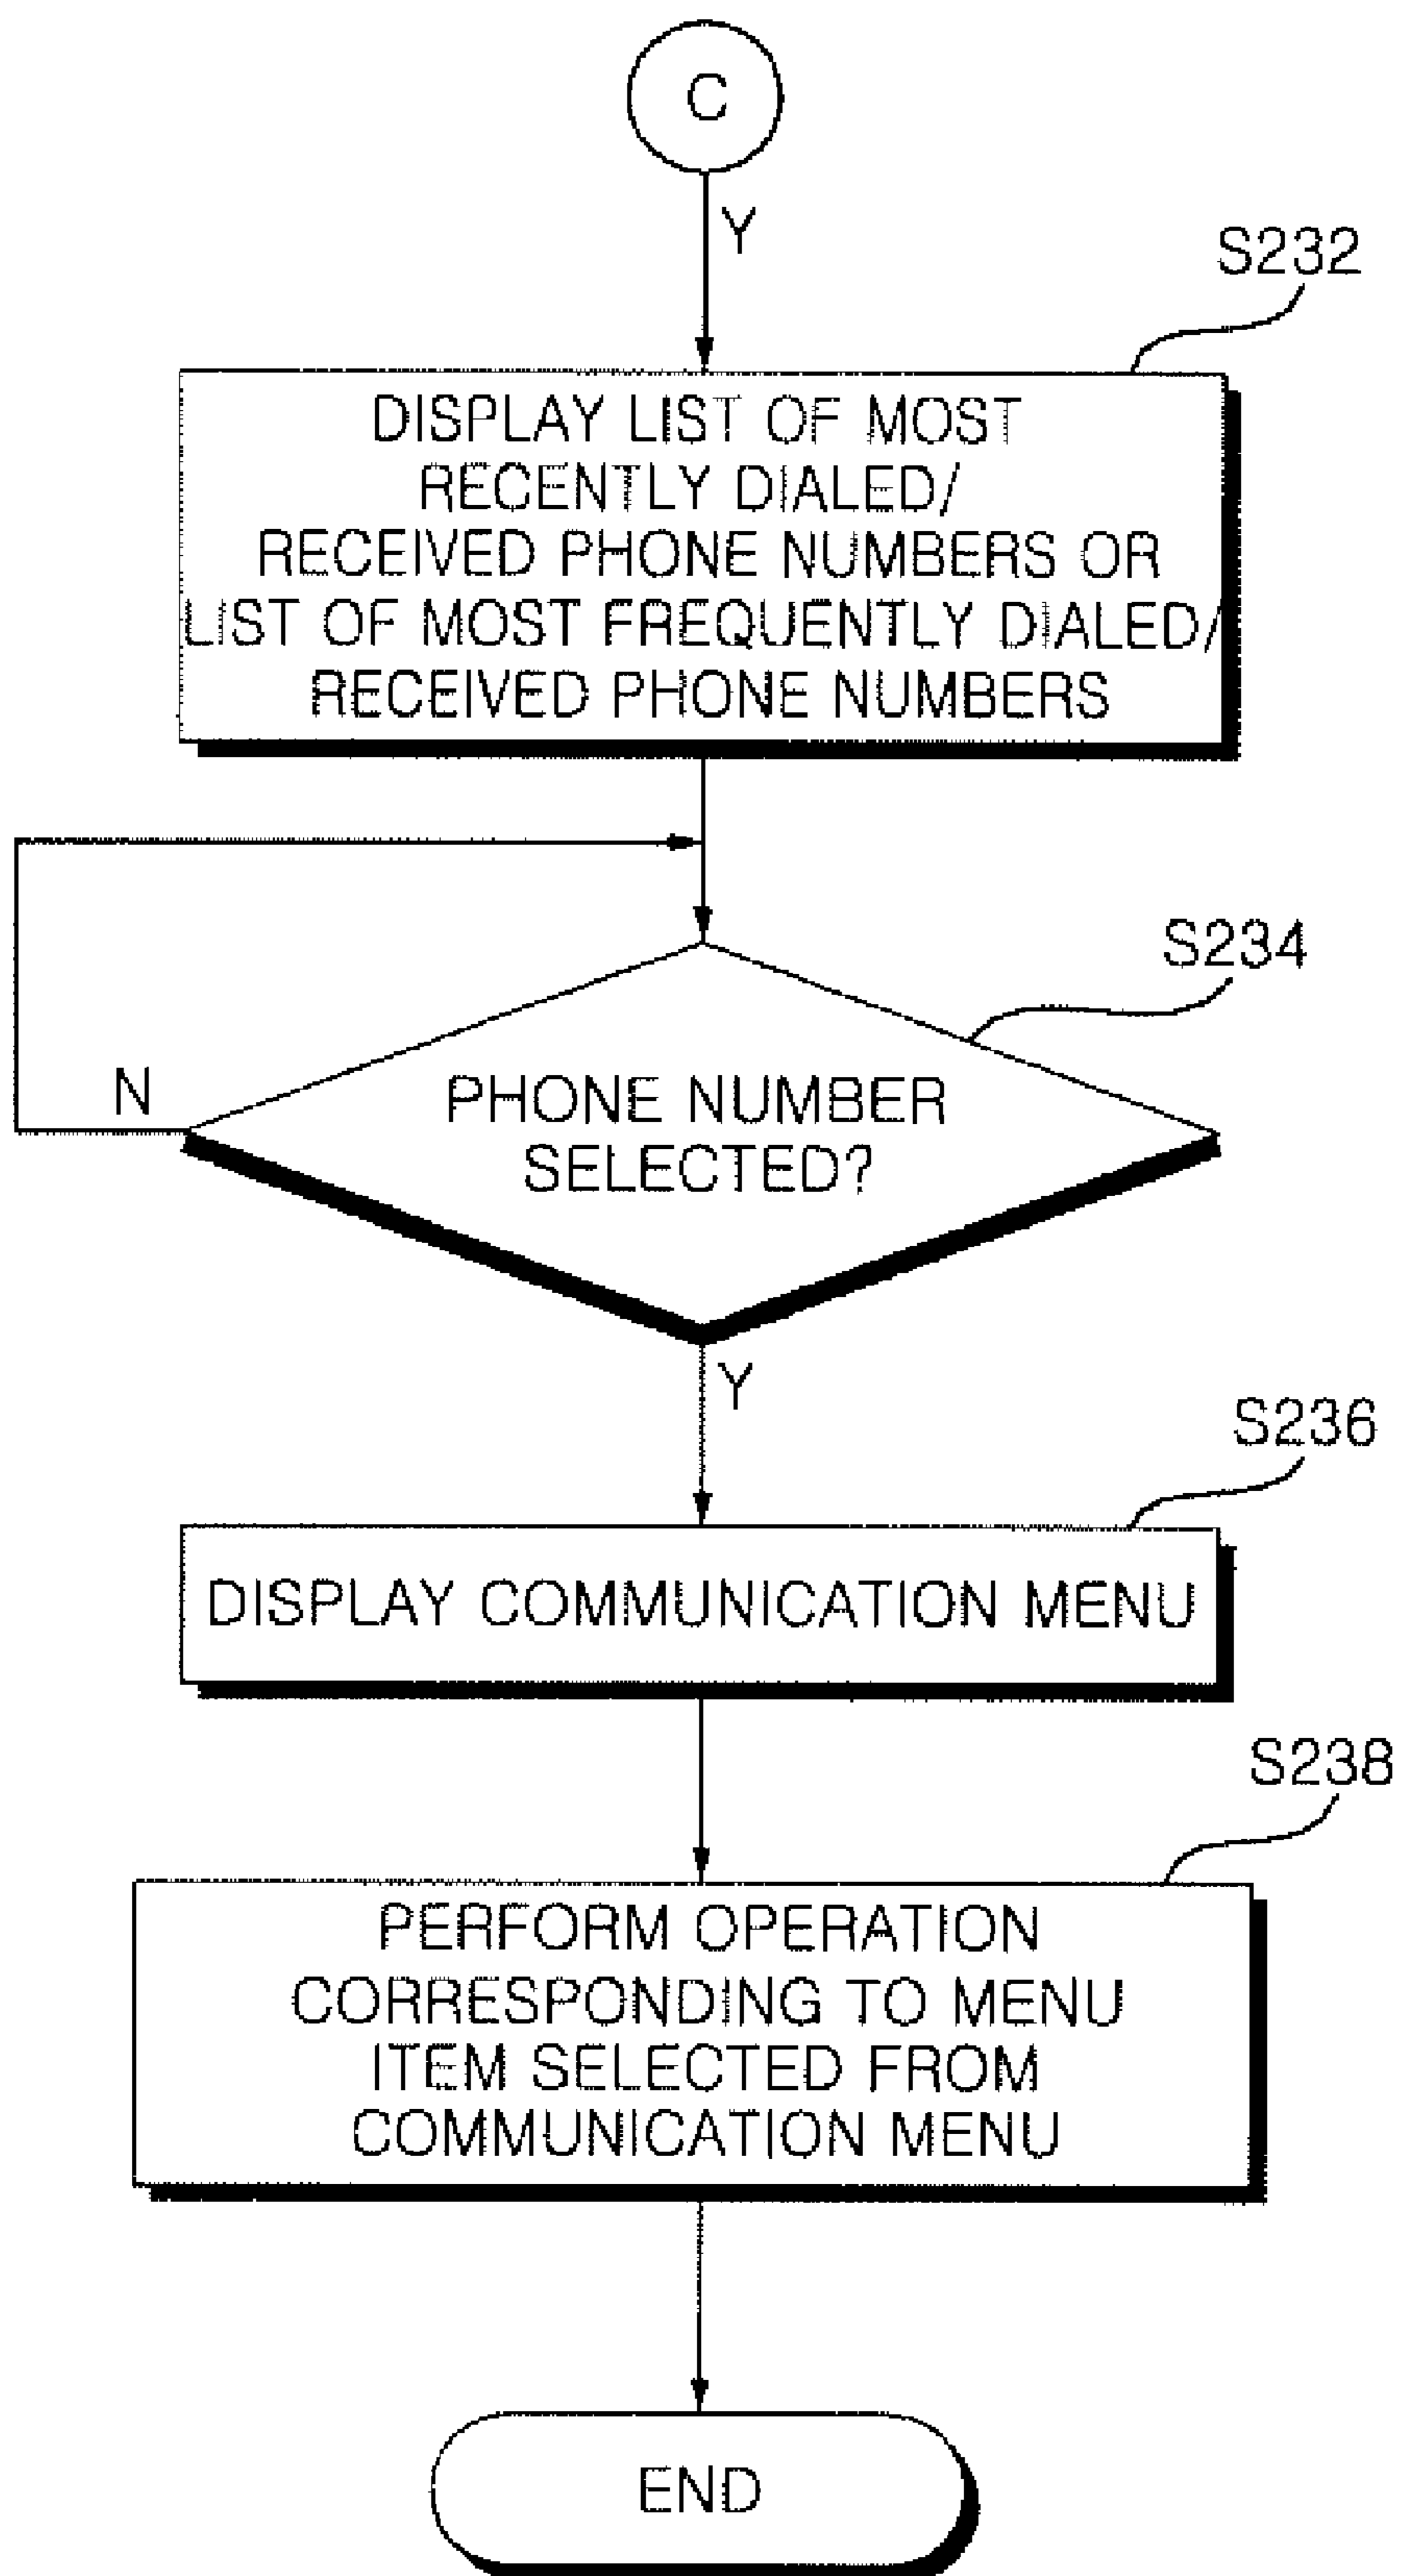 C
Y
S232
DISPLAY LIST OF MOST
RECENTLY DIALED/
RECEIVED PHONE NUMBERS OR
LIST OF MOST FREQUENTLY DIALED/
RECEIVED PHONE NUMBERS
S234
N
PHONE NUMBER
SELECTED?
Y
S236
DISPLAY COMMUNICATION MENU
S238
PERFORM OPERATION
CORRESPONDING TO MENU
ITEM SELECTED FROM
COMMUNICATION MENU
END